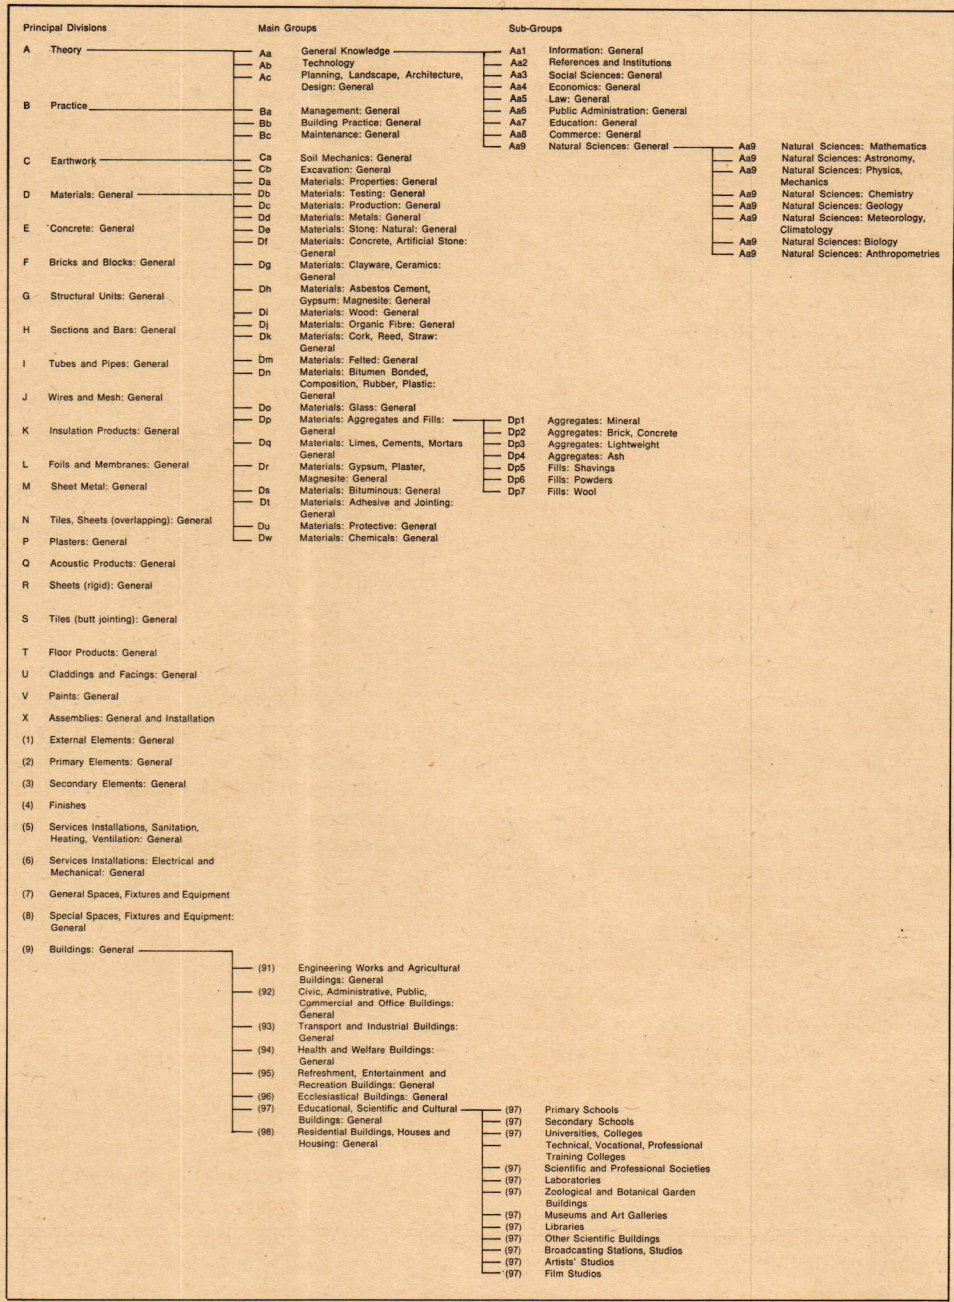 Principal Divisions
A Theory
B Practice
C Earthwork
D Materials: General
E Concrete: General
F Bricks and Blocks: General
G Structural Units: General
H Sections and Bars: General
I Tubes and Pipes: General
J Wires and Mesh: General
K Insulation Products: General
L Foils and Membranes: General
M Sheet Metal: General
N Tiles, Sheets (overlapping): General
P Plasters: General
Q Acoustic Products: General
R Sheets (rigid): General
S Tiles (butt jointing): General
T Floor Products: General
U Claddings and Facings: General
V Paints: General
X Assemblies: General and Installation
(1) External Elements: General
(2) Primary Elements: General
(3) Secondary Elements: General
(4) Finishes
(5) Services Installations, Sanitation,
Heating, Ventilation: General
(6) Services Installations: Electrical and
Mechanical: General
(7) General Spaces, Fixtures and Equipment
(8) Special Spaces, Fixtures and Equipment:
General
(9) Buildings: General
Main Groups
Aa General Knowledge
Ab Technology
Ac Planning, Landscape, Architecture,
Design: General
Ba Management: General
Bb Building Practice: General
Bc Maintenance: General
Ca Soil Mechanics: General
Cb Excavation: General
Da Materials: Properties: General
Db Materials: Testing: General
Dc Materials: Production: General
Dd Materials: Metals: General
De Materials: Stone: Natural: General
Df Materials: Concrete, Artificial Stone:
General
Dg Materials: Clayware, Ceramics:
General
Dh Materials: Asbestos Cement,
Gypsum: Magnesite: General
Di Materials: Wood: General
Dj Materials: Organic Fibre: General
Dk Materials: Cork, Reed, Straw:
General
Dm Materials: Felted: General
Dn Materials: Bitumen Bonded,
Composition, Rubber, Plastic:
General
Do Materials: Glass: General
Dp Materials: Aggregates and Fills:
General
Dq Materials: Limes, Cements, Mortars
General
Dr Materials: Gypsum, Plaster,
Magnesite: General
Ds Materials: Bituminous: General
Dt Materials: Adhesive and Jointing:
General
Du Materials: Protective: General
Dw Materials: Chemicals: General
(91) Engineering Works and Agricultural
Buildings: General
(92) Civic, Administrative, Public,
Commercial and Office Buildings:
General
(93) Transport and Industrial Buildings:
General
(94) Health and Welfare Buildings:
General
(95) Refreshment, Entertainment and
Recreation Buildings: General
(96) Ecclesiastical Buildings: General
(97) Educational, Scientific and Cultural
Buildings: General
(98) Residential Buildings, Houses and
Housing: General
Sub-Groups
Aa1 Information: General
Aa2 References and Institutions
Aa3 Social Sciences: General
Aa4 Economics: General
Aa5 Law: General
Aa6 Public Administration: General
Aa7 Education: General
Aa8 Commerce: General
Aa9 Natural Sciences: General
Aa9 Natural Sciences: Mathematics
Aa9 Natural Sciences: Astronomy,
Aa9 Natural Sciences: Physics,
Mechanics
Aa9 Natural Sciences: Chemistry
Aa9 Natural Sciences: Geology
Aa9 Natural Sciences: Meteorology,
Climatology
Aa9 Natural Sciences: Biology
Aa9 Natural Sciences: Anthropometries
Dp1 Aggregates: Mineral
Dp2 Aggregates: Brick, Concrete
Dp3 Aggregates: Lightweight
Dp4 Aggregates: Ash
Dp5 Fills: Shavings
Dp6 Fills: Powders
Dp7 Fills: Wool
(97) Primary Schools
(97) Secondary Schools
(97) Universities, Colleges
Technical, Vocational, Professional
Training Colleges
(97) Scientific and Professional Societies
(97) Laboratories
(97) Zoological and Botanical Garden
Buildings
(97) Museums and Art Galleries
(97) Libraries
(97) Other Scientific Buildings
(97) Broadcasting Stations, Studios
(97) Artists' Studios
(97) Film Studios